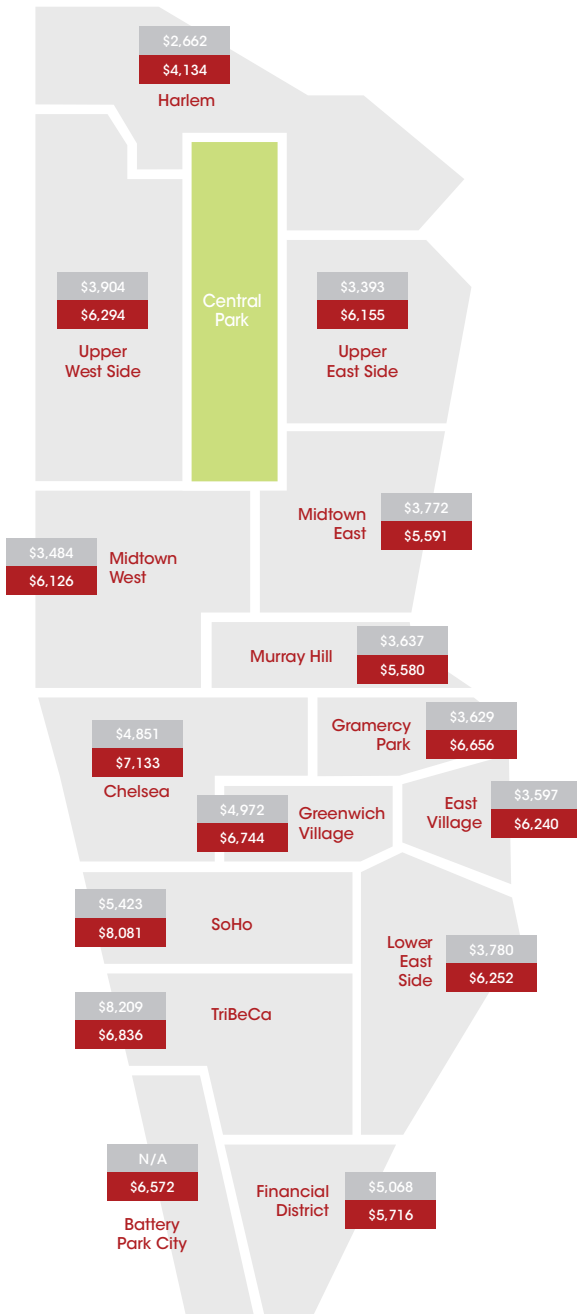 $2,662
$4,134
Harlem
$3,904
$6,294
Upper
West Side
Central
Park
$3,393
$6,155
Upper
East Side
Midtown
East
$3,772
$5,591
$3,484
$6,126
Midtown
West
Murray Hill
$3,637
$5,580
$4,851
$7,133
Chelsea
Gramercy
Park
$3,629
$6,656
$4,972
$6,744
Greenwich
Village
East
Village
$3,597
$6,240
$5,423
$8,081
SoHo
Lower
East
Side
$3,780
$6,252
$8,209
$6,836
TriBeCa
N/A
$6,572
Battery
Park City
Financial
District
$5,068
$5,716